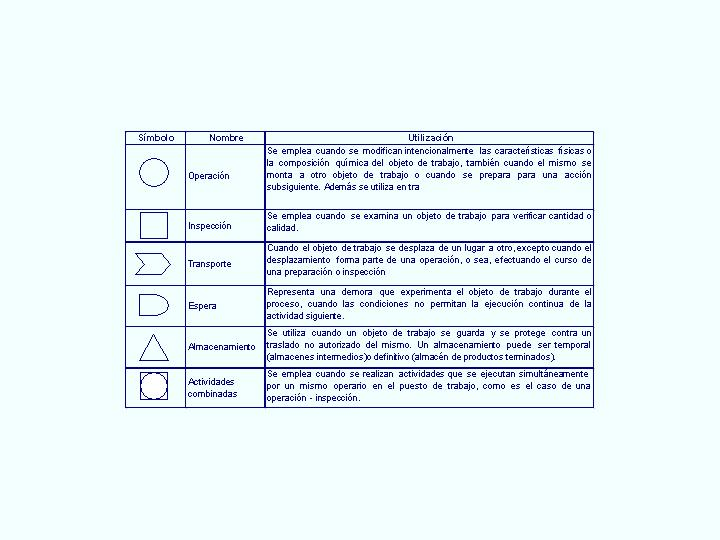 Símbolo Nombre Utilización
Se emplea cuando se modifican intencionalmente las características físicas o
la composición química del objeto de trabajo, también cuando el mismo se
Operación monta a otro objeto de trabajo o cuando se prepara para una acción
subsiguiente. Además se utiliza en tra
Se emplea cuando se examina un objeto de trabajo para verificar cantidad o
Inspección calidad.
Cuando el objeto de trabajo se desplaza de un lugar a otro, excepto cuando el
Transporte desplazamiento forma parte de una operación, o sea, efectuando el curso de
una preparación o inspección
Representa una demora que experimenta el objeto de trabajo durante el
Espera proceso, cuando las condiciones no permitan la ejecución continua de la
actividad siguiente.
Se utiliza cuando un objeto de trabajo se guarda y se protege contra un
Almacenamiento traslado no autorizado del mismo. Un almacenamiento puede ser temporal
(almacenes intermedios)o definitivo (almacén de productos terminados).
Se emplea cuando se realizan actividades que se ejecutan simultáneamente
Actividades por un mismo operario en el puesto de trabajo, como es el caso de una
combinadas operación - inspección.